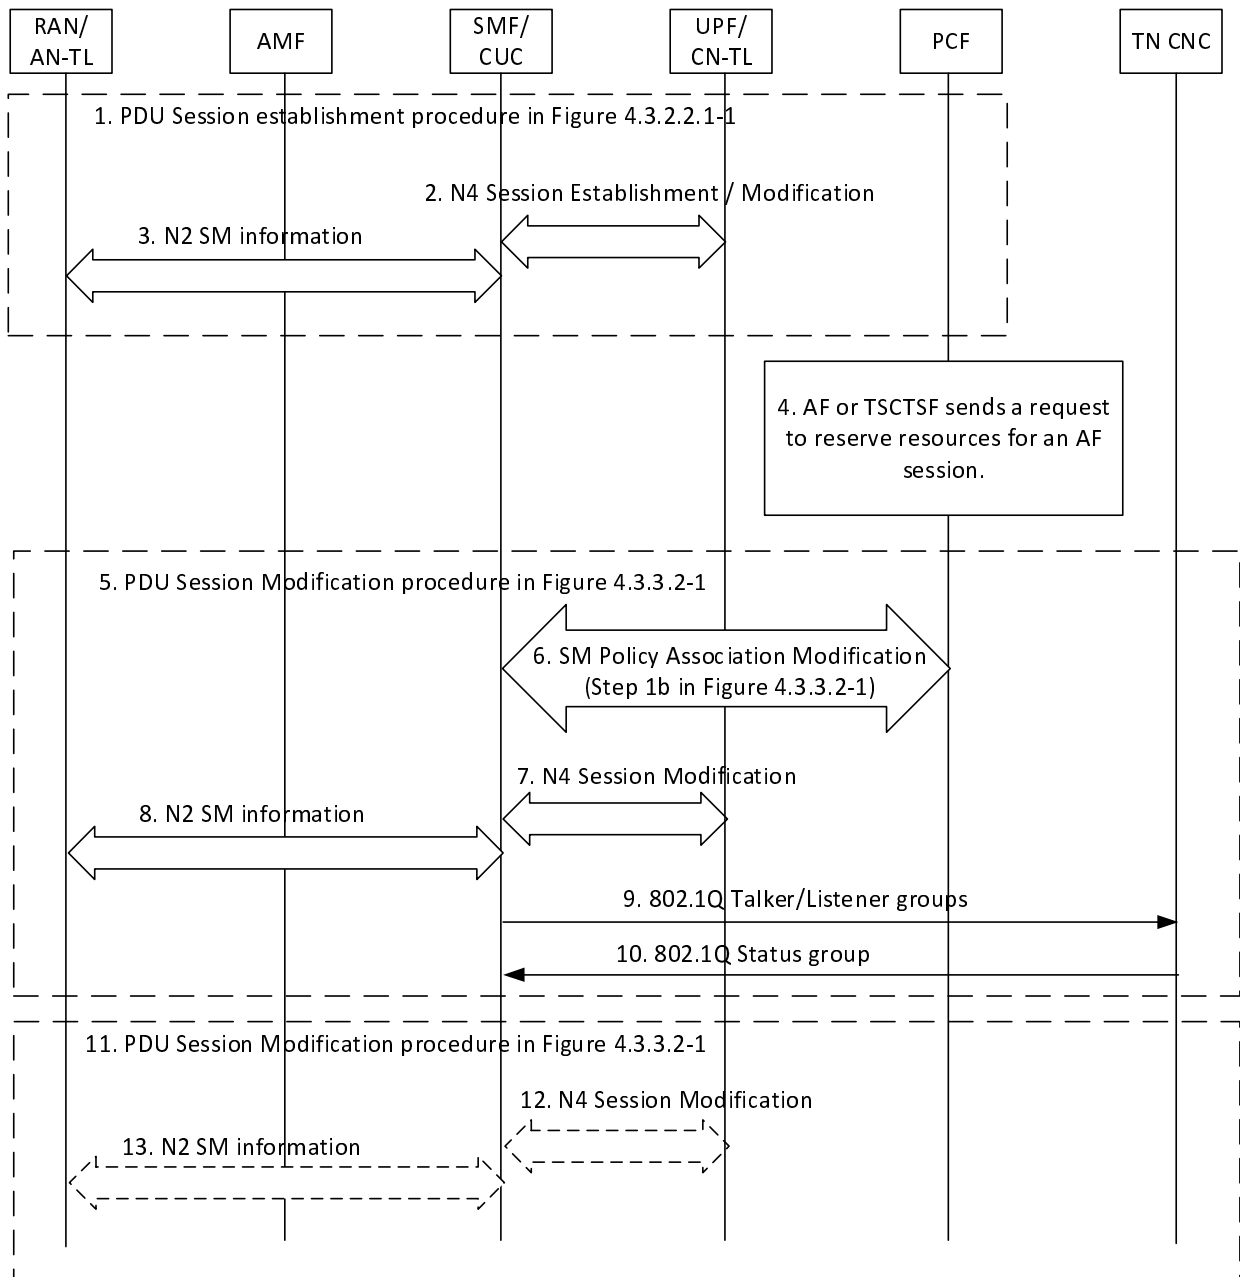 RAN/
AN-TL
AMF
SMF/
CUC
UPF/
CN-TL
PCF
TN CNC
1. PDU Session establishment procedure in Figure 4.3.2.2.1-1
2. N4 Session Establishment / Modification
3. N2 SM information
4. AF or TSCTSF sends a request
to reserve resources for an AF
session.
5. PDU Session Modification procedure in Figure 4.3.3.2-1
6. SM Policy Association Modification
(Step 1b in Figure 4.3.3.2-1)
7. N4 Session Modification
8. N2 SM information
9. 802.1Q Talker/Listener groups
10. 802.1Q Status group
11. PDU Session Modification procedure in Figure 4.3.3.2-1
12. N4 Session Modification
13. N2 SM information